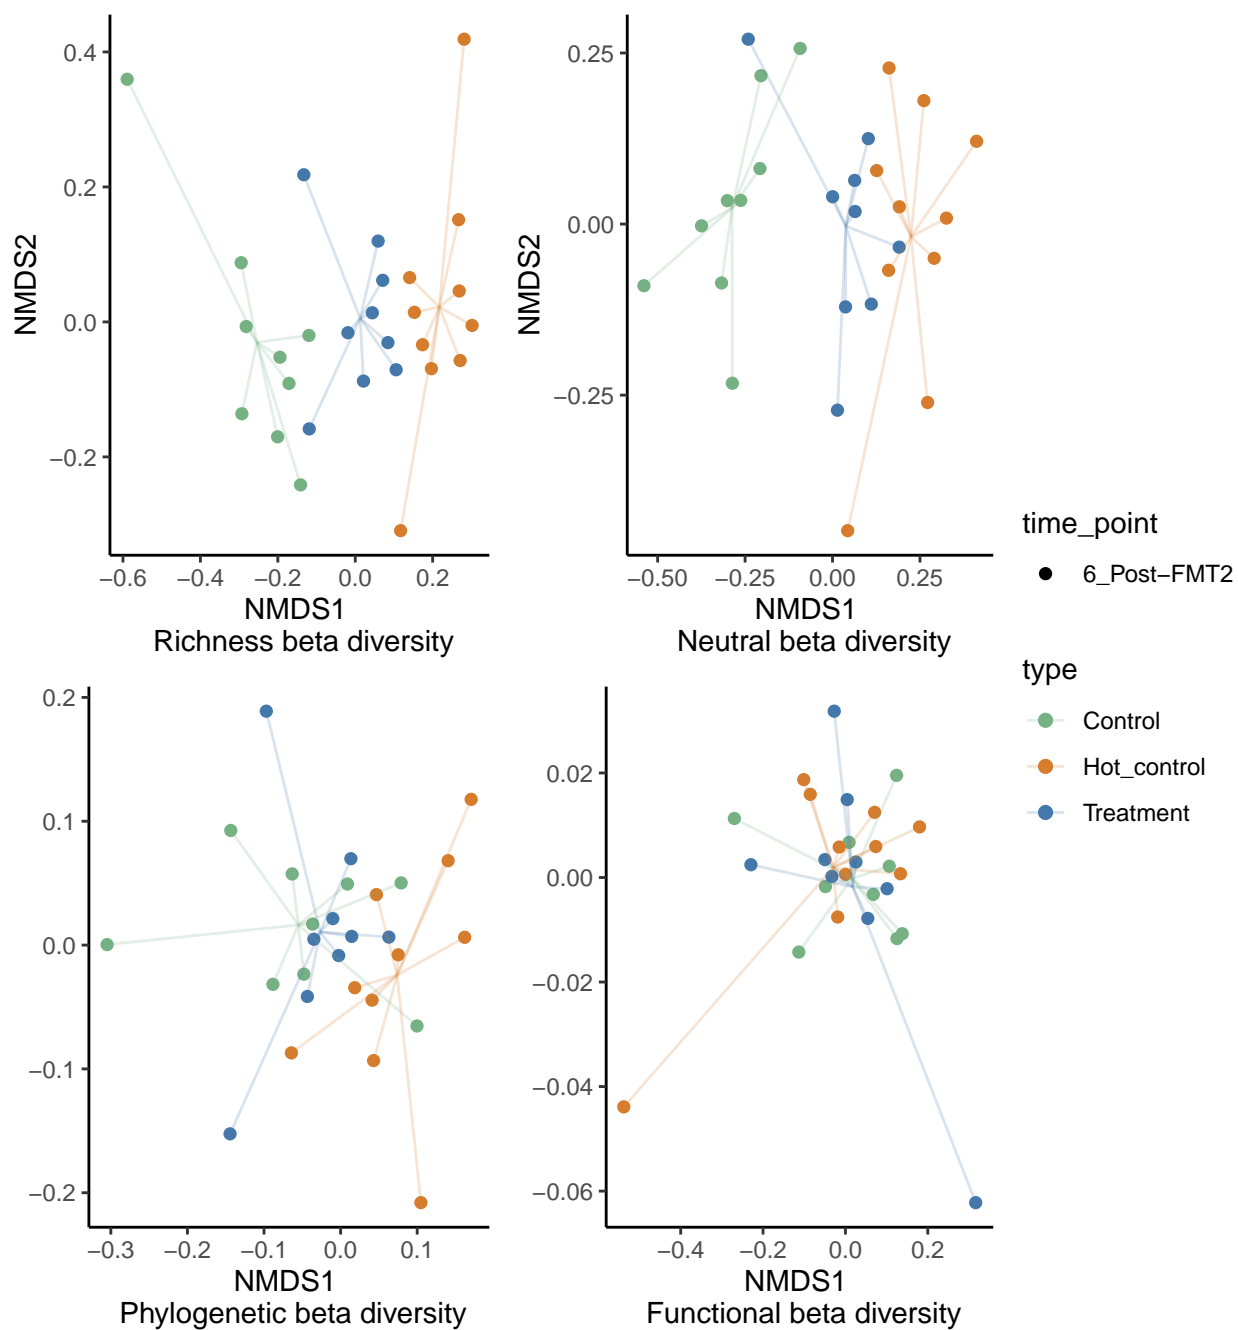 0.4
0.2
0.0
−0.2
NMDS2
−0.6
−0.4
−0.2
0.0
0.2
NMDS1
Richness beta diversity
0.25
0.00
−0.25
NMDS2
−0.50
−0.25
0.00
0.25
NMDS1
Neutral beta diversity
time_point
6_Post−FMT2
type
Control
Hot_control
Treatment
0.2
0.1
0.0
−0.1
−0.2
−0.3
−0.2
−0.1
0.0
0.1
NMDS1
Phylogenetic beta diversity
0.02
0.00
−0.02
−0.04
−0.06
−0.4
−0.2
0.0
0.2
NMDS1
Functional beta diversity